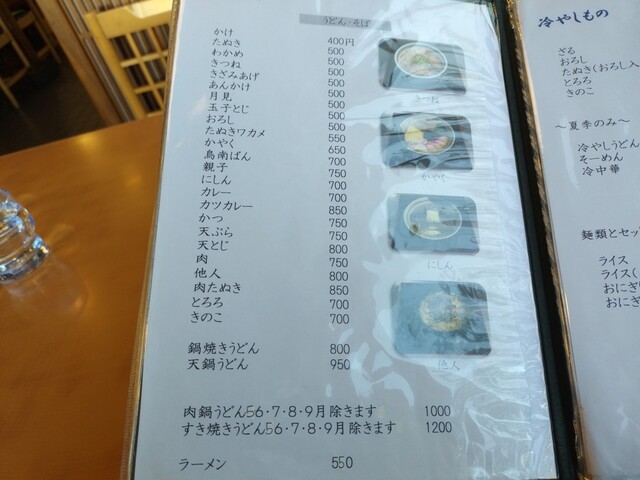 うどん・そば
かけ 400円
たぬき 500
わかめ 500
きつね 500
きざみあげ 500
あんかけ 500
月見 500
玉子とじ 500
おろし 500
たぬきワカメ 550
かやく 650
鳥南ばん 700
親子 750
にしん 700
カレー 700
カツカレー 850
かつ 750
天ぷら 750
天とじ 800
肉 750
他人 800
肉たぬき 850
とろろ 700
きのこ 700
鍋焼きうどん 800
天鍋うどん 950
肉鍋うどん56・7・8・9月除きます 1000
すき焼きうどん56・7・8・9月除きます 1200
ラーメン 550
きつね
かやく
にしん
他人
冷やしもの
ざる
おろし
たぬき(おろし入
とろろ
きのこ
～夏季のみ～
冷やしうどん
そーめん
冷中華
麺類とセッ
ライス
ライス(
おにぎ
おにぎ